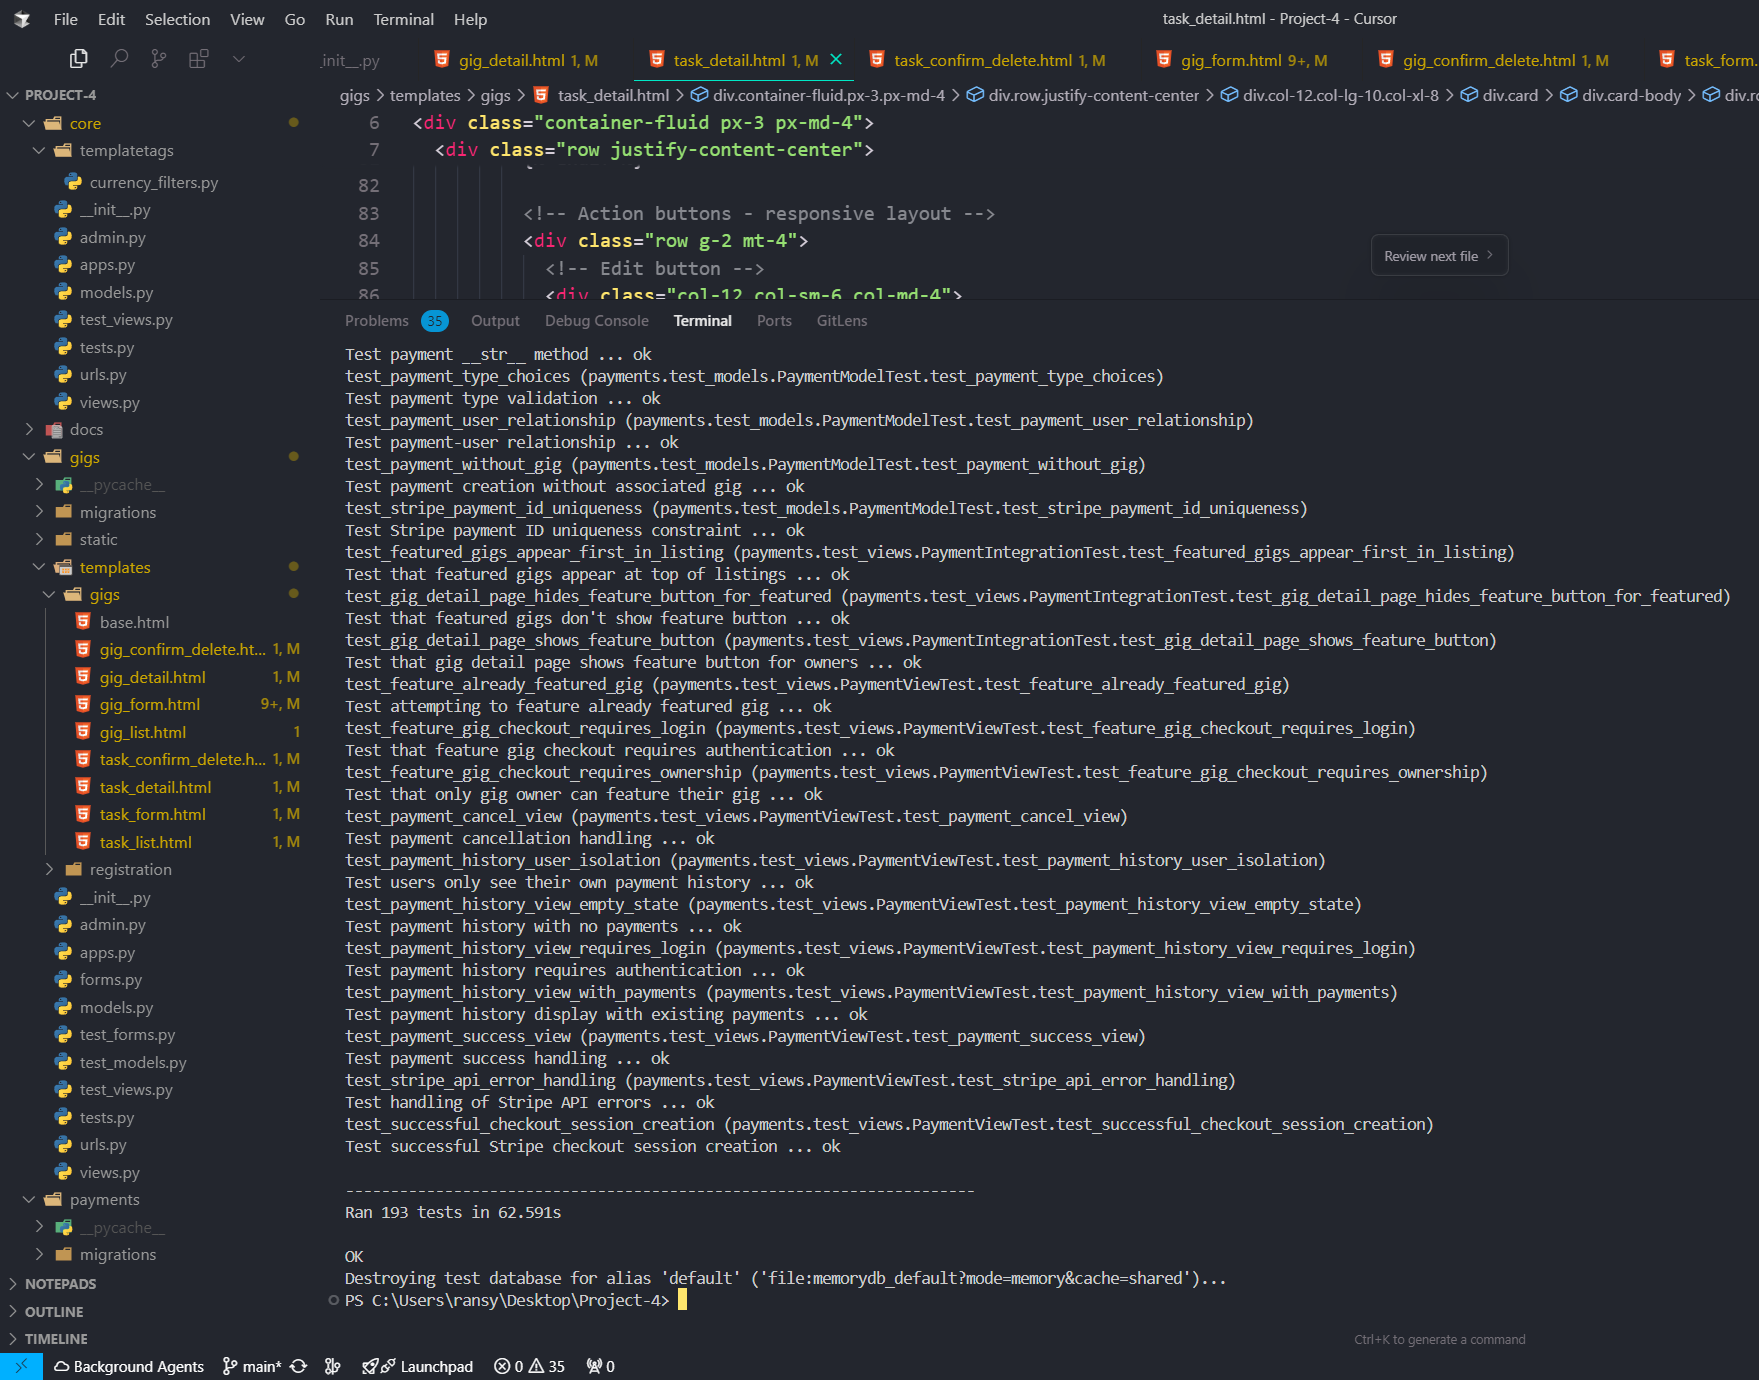 File Edit Selection View Go Run Terminal Help
task_detail.html - Project-4 - Cursor
_init__.py
gig_detail.html 1, M
task_detail.html 1, M
task_confirm_delete.html 1, M
gig_form.html 9+, M
gig_confirm_delete.html 1, M
task_form.
PROJECT-4
core
templatetags
currency_filters.py
__init__.py
admin.py
apps.py
models.py
test_views.py
tests.py
urls.py
views.py
docs
gigs
__pycache__
migrations
static
templates
gigs
base.html
gig_confirm_delete.ht... 1, M
gig_detail.html 1, M
gig_form.html 9+, M
gig_list.html 1
task_confirm_delete.h... 1, M
task_detail.html 1, M
task_form.html 1, M
task_list.html 1, M
registration
__init__.py
admin.py
apps.py
forms.py
models.py
test_forms.py
test_models.py
test_views.py
tests.py
urls.py
views.py
payments
__pycache__
migrations
NOTEPADS
OUTLINE
TIMELINE
gigs > templates > gigs > task_detail.html > div.container-fluid.px-3.px-md-4 > div.row.justify-content-center > div.col-12.col-lg-10.col-xl-8 > div.card > div.card-body > div.ro
6 <div class="container-fluid px-3 px-md-4">
7 <div class="row justify-content-center">
82
83 <!-- Action buttons - responsive layout -->
84 <div class="row g-2 mt-4">
85 <!-- Edit button -->
86 <div class="col-12 col-sm-6 col-md-4">
Review next file
Problems 35 Output Debug Console Terminal Ports GitLens
Test payment __str__ method ... ok
test_payment_type_choices (payments.test_models.PaymentModelTest.test_payment_type_choices)
Test payment type validation ... ok
test_payment_user_relationship (payments.test_models.PaymentModelTest.test_payment_user_relationship)
Test payment-user relationship ... ok
test_payment_without_gig (payments.test_models.PaymentModelTest.test_payment_without_gig)
Test payment creation without associated gig ... ok
test_stripe_payment_id_uniqueness (payments.test_models.PaymentModelTest.test_stripe_payment_id_uniqueness)
Test Stripe payment ID uniqueness constraint ... ok
test_featured_gigs_appear_first_in_listing (payments.test_views.PaymentIntegrationTest.test_featured_gigs_appear_first_in_listing)
Test that featured gigs appear at top of listings ... ok
test_gig_detail_page_hides_feature_button_for_featured (payments.test_views.PaymentIntegrationTest.test_gig_detail_page_hides_feature_button_for_featured)
Test that featured gigs don't show feature button ... ok
test_gig_detail_page_shows_feature_button (payments.test_views.PaymentIntegrationTest.test_gig_detail_page_shows_feature_button)
Test that gig detail page shows feature button for owners ... ok
test_feature_already_featured_gig (payments.test_views.PaymentViewTest.test_feature_already_featured_gig)
Test attempting to feature already featured gig ... ok
test_feature_gig_checkout_requires_login (payments.test_views.PaymentViewTest.test_feature_gig_checkout_requires_login)
Test that feature gig checkout requires authentication ... ok
test_feature_gig_checkout_requires_ownership (payments.test_views.PaymentViewTest.test_feature_gig_checkout_requires_ownership)
Test that only gig owner can feature their gig ... ok
test_payment_cancel_view (payments.test_views.PaymentViewTest.test_payment_cancel_view)
Test payment cancellation handling ... ok
test_payment_history_user_isolation (payments.test_views.PaymentViewTest.test_payment_history_user_isolation)
Test users only see their own payment history ... ok
test_payment_history_view_empty_state (payments.test_views.PaymentViewTest.test_payment_history_view_empty_state)
Test payment history with no payments ... ok
test_payment_history_view_requires_login (payments.test_views.PaymentViewTest.test_payment_history_view_requires_login)
Test payment history requires authentication ... ok
test_payment_history_view_with_payments (payments.test_views.PaymentViewTest.test_payment_history_view_with_payments)
Test payment history display with existing payments ... ok
test_payment_success_view (payments.test_views.PaymentViewTest.test_payment_success_view)
Test payment success handling ... ok
test_stripe_api_error_handling (payments.test_views.PaymentViewTest.test_stripe_api_error_handling)
Test handling of Stripe API errors ... ok
test_successful_checkout_session_creation (payments.test_views.PaymentViewTest.test_successful_checkout_session_creation)
Test successful Stripe checkout session creation ... ok
----------------------------------------------------------------------
Ran 193 tests in 62.591s
OK
Destroying test database for alias 'default' ('file:memorydb_default?mode=memory&cache=shared')...
PS C:\Users\ransy\Desktop\Project-4>
Ctrl+K to generate a command
Background Agents main* Launchpad 0 35 0